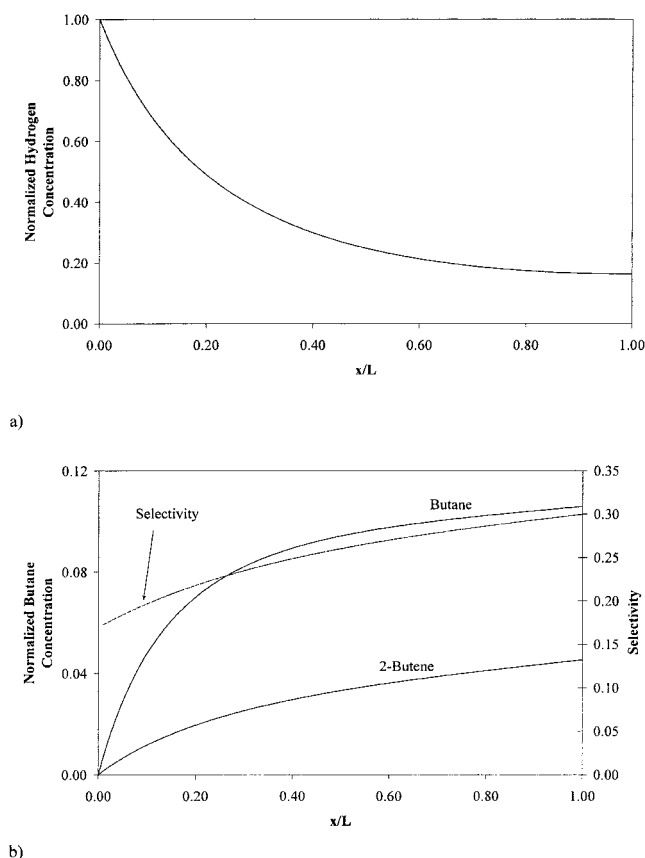 1.00
0.80
0.60
0.40
0.20
0.00
Normalized Hydrogen
Concentration
0.00 0.20 0.40 0.60 0.80 1.00
x/L
a)
0.12
0.08
0.04
0.00
Normalized Butane
Concentration
Selectivity
Butane
2-Butene
0.35
0.30
0.25
0.20
0.15
0.10
0.05
0.00
Selectivity
0.00 0.20 0.40 0.60 0.80 1.00
x/L
b)